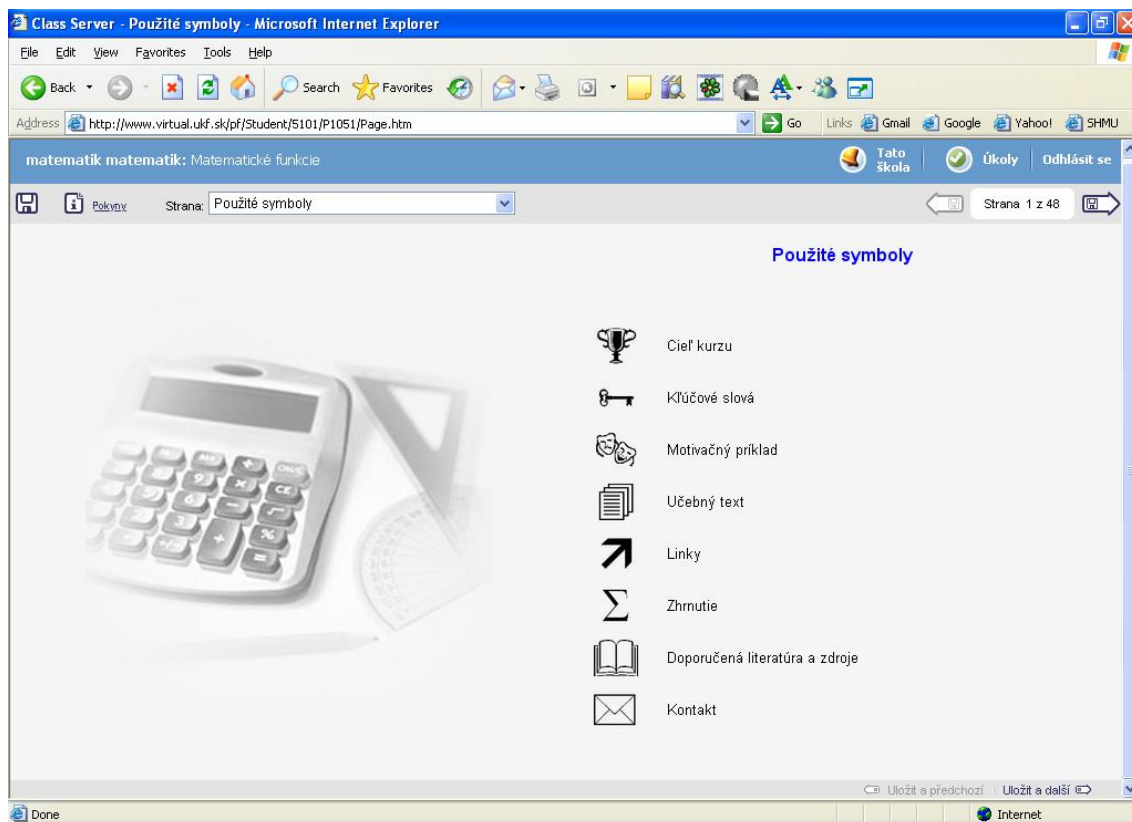 Class Server - Použité symboly - Microsoft Internet Explorer
File Edit View Favorites Tools Help
Back Search Favorites
Address http://www.virtual.ukf.sk/pf/Student/5101/P1051/Page.htm Go Links Gmail Google Yahoo! SHMU
matematik matematik: Matematické funkcie Tato škola Úkoly Odhlásit se
Pokyny Strana: Použité symboly Strana 1 z 48
Použité symboly
Cieľ kurzu
Kľúčové slová
Motivačný príklad
Učebný text
Linky
Σ Zhrnutie
Doporučená literatúra a zdroje
Kontakt
Uložit a předchozí Uložit a další
Done Internet